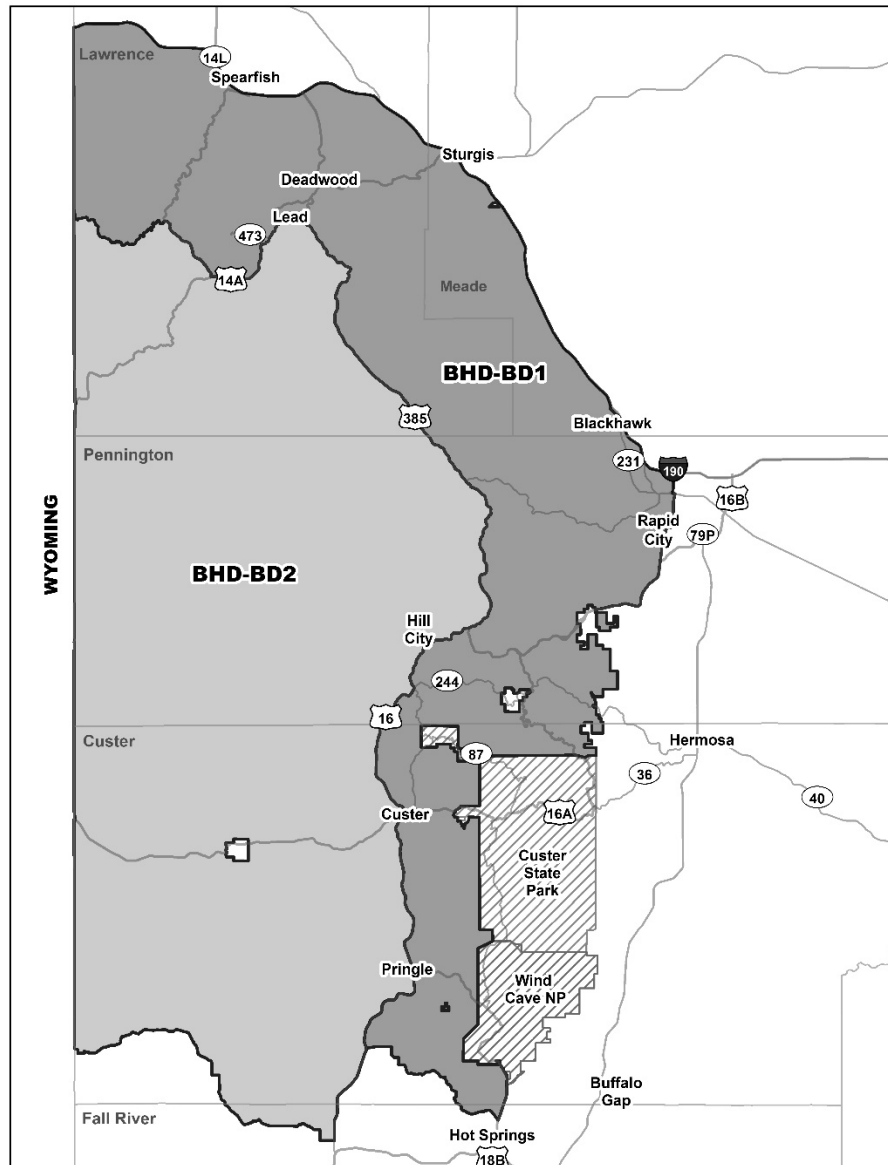 Lawrence
14L
Spearfish
Sturgis
Deadwood
Lead
473
14A
Meade
BHD-BD1
385
Blackhawk
Pennington
231
190
16B
Rapid
City
79P
WYOMING
BHD-BD2
Hill
City
244
16
Custer
87
Hermosa
36
40
Custer
16A
Custer
State
Park
Pringle
Wind
Cave NP
Buffalo
Gap
Fall River
Hot Springs
18B